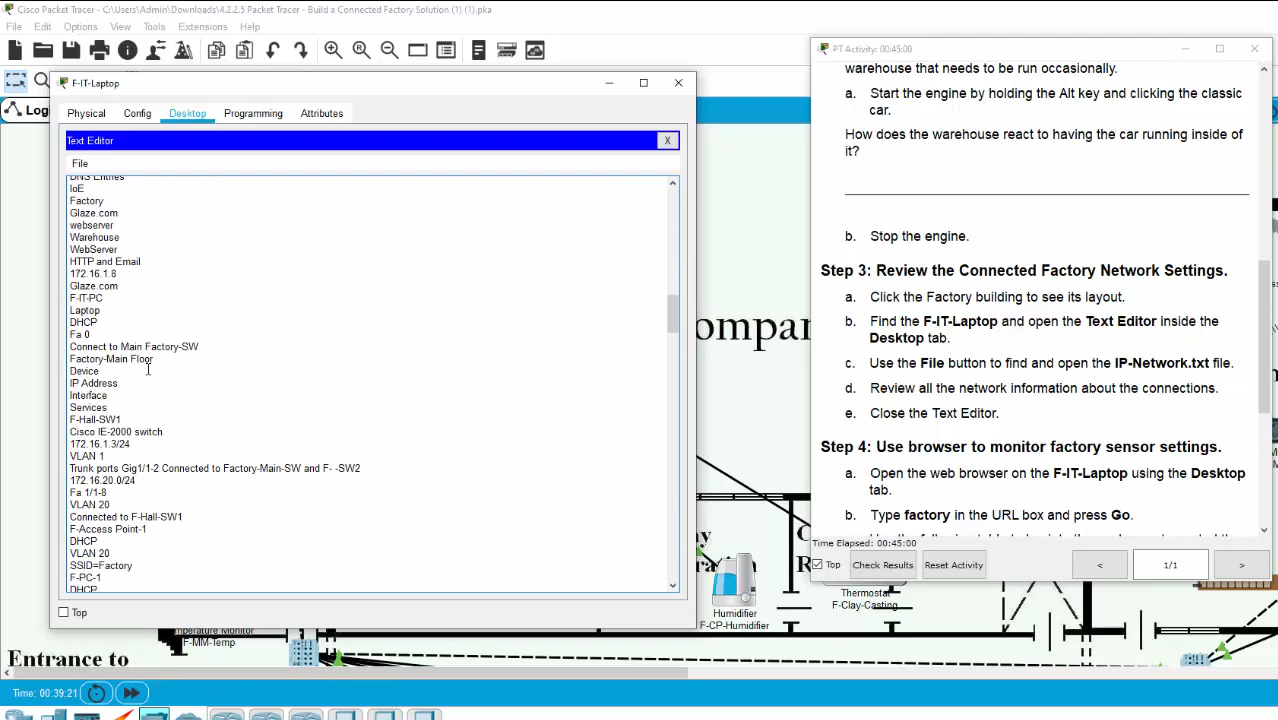 Cisco Packet Tracer - C:\Users\Admin\Downloads\4.2.2.5 Packet Tracer - Build a Connected Factory Solution (1) (1).pka
File Edit Options View Tools Extensions Help
F-IT-Laptop
Physical Config Desktop Programming Attributes
Text Editor
X
File
DNS Entries
IoE
Factory
Glaze.com
webserver
Warehouse
WebServer
HTTP and Email
172.16.1.8
Glaze.com
F-IT-PC
Laptop
DHCP
Fa 0
Connect to Main Factory-SW
Factory-Main Floor
Device
IP Address
Interface
Services
F-Hall-SW1
Cisco IE-2000 switch
172.16.1.3/24
VLAN 1
Trunk ports Gig1/1-2 Connected to Factory-Main-SW and F- -SW2
172.16.20.0/24
Fa 1/1-8
VLAN 20
Connected to F-Hall-SW1
F-Access Point-1
DHCP
VLAN 20
SSID=Factory
F-PC-1
DHCP
Top
PT Activity: 00:45:00
warehouse that needs to be run occasionally.
a. Start the engine by holding the Alt key and clicking the classic
car.
How does the warehouse react to having the car running inside of
it?
b. Stop the engine.
Step 3: Review the Connected Factory Network Settings.
a. Click the Factory building to see its layout.
b. Find the F-IT-Laptop and open the Text Editor inside the
Desktop tab.
c. Use the File button to find and open the IP-Network.txt file.
d. Review all the network information about the connections.
e. Close the Text Editor.
Step 4: Use browser to monitor factory sensor settings.
a. Open the web browser on the F-IT-Laptop using the Desktop
tab.
b. Type factory in the URL box and press Go.
Time Elapsed: 00:45:00
Top Check Results Reset Activity < 1/1 >
Logi
ompar
ay
Humidifier
F-CP-Humidifier
Thermostat
F-Clay-Casting
F-MM-Temp
Entrance to
Time: 00:39:21